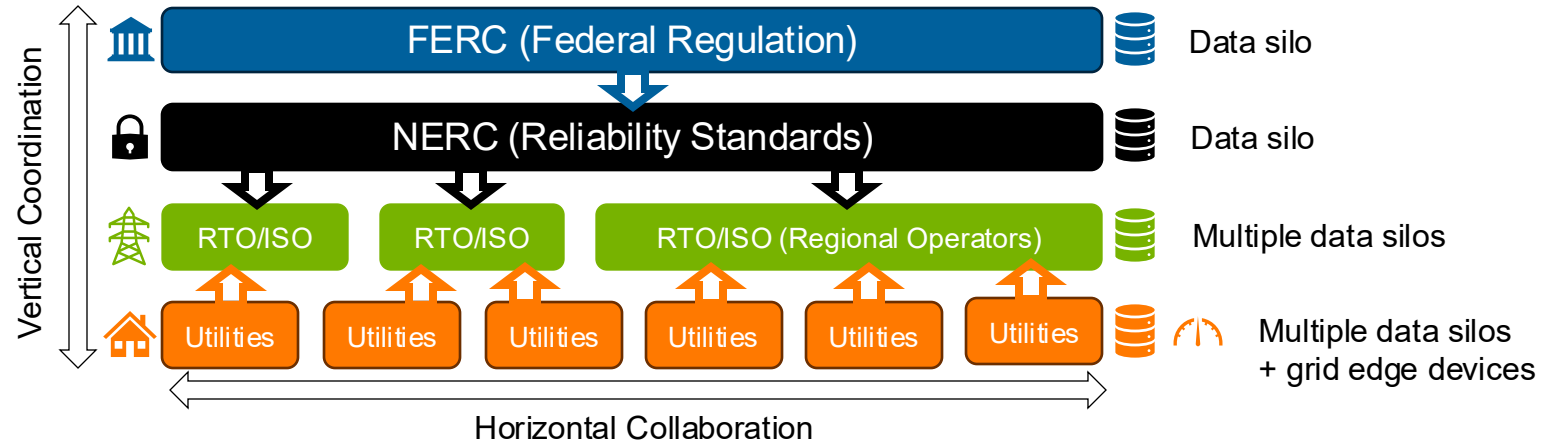 Vertical Coordination
FERC (Federal Regulation)
Data silo
NERC (Reliability Standards)
Data silo
RTO/ISO
RTO/ISO
RTO/ISO (Regional Operators)
Multiple data silos
Utilities
Utilities
Utilities
Utilities
Utilities
Utilities
Multiple data silos
+ grid edge devices
Horizontal Collaboration